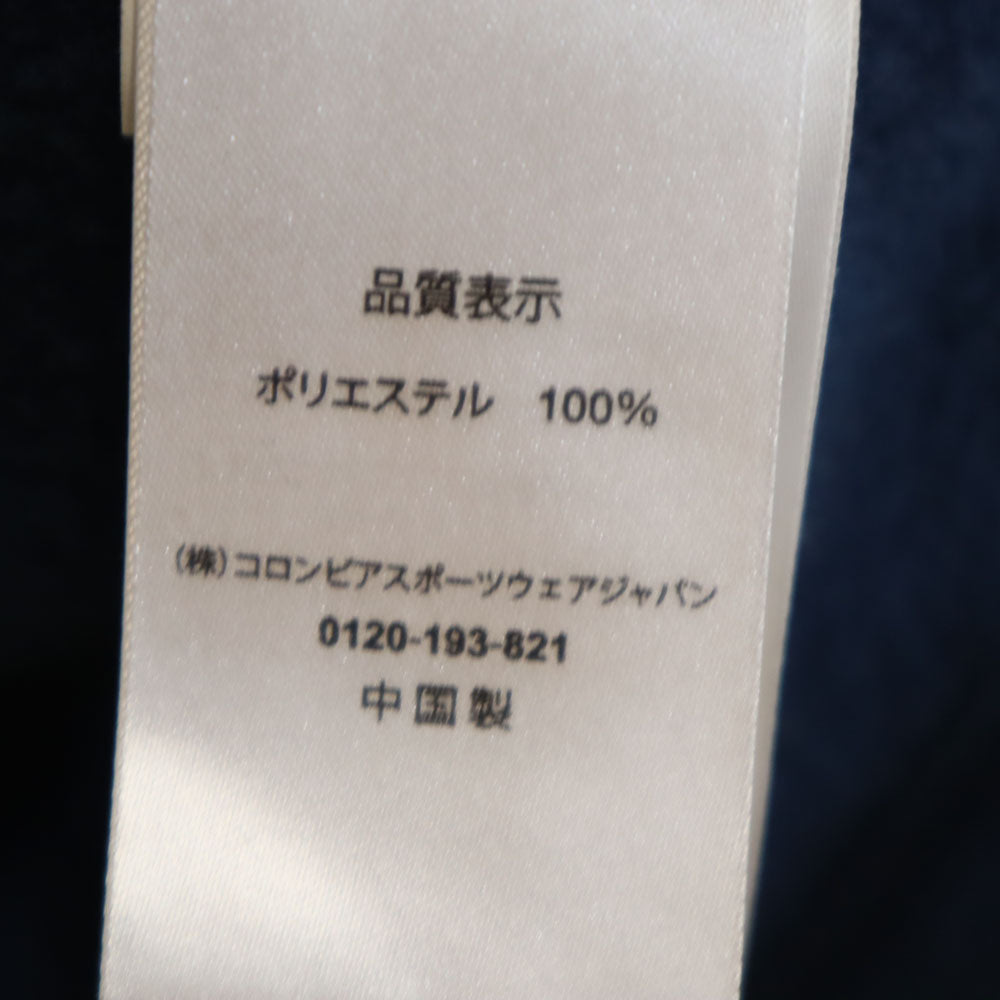 品質表示
ポリエステル　100%
(株)コロンビアスポーツウェアジャパン
0120-193-821
中国製